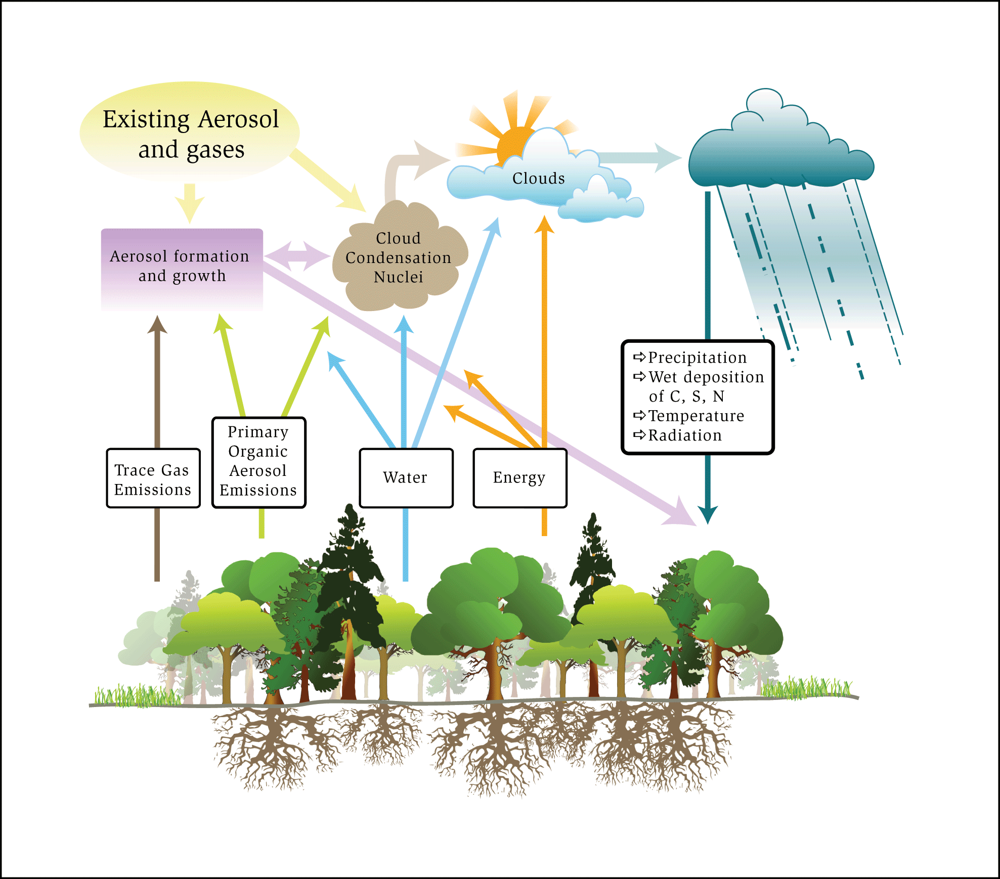 Existing Aerosol
and gases
Clouds
Aerosol formation
and growth
Cloud
Condensation
Nuclei
⇨Precipitation
⇨Wet deposition
of C, S, N
⇨Temperature
⇨Radiation
Trace Gas
Emissions
Primary
Organic
Aerosol
Emissions
Water
Energy